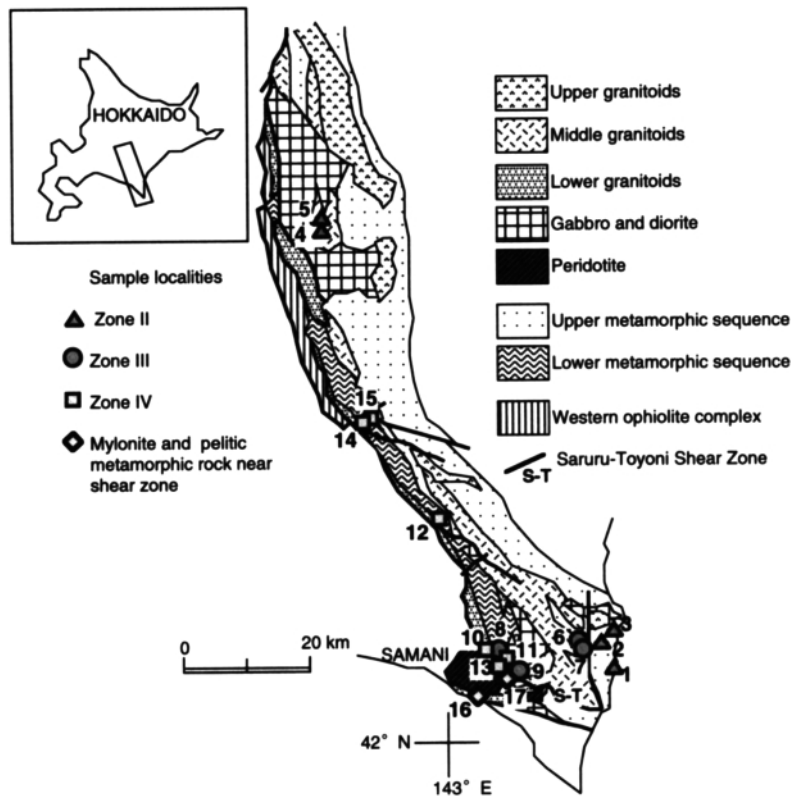 HOKKAIDO
Sample localities
Zone II
Zone III
Zone IV
Mylonite and pelitic
metamorphic rock near
shear zone
Upper granitoids
Middle granitoids
Lower granitoids
Gabbro and diorite
Peridotite
Upper metamorphic sequence
Lower metamorphic sequence
Western ophiolite complex
Saruru-Toyoni Shear Zone
S-T
5
4
15
14
12
10
8
11
13
9
6
7
3
2
1
SAMANI
16
17
S-T
0
20 km
42° N
143° E